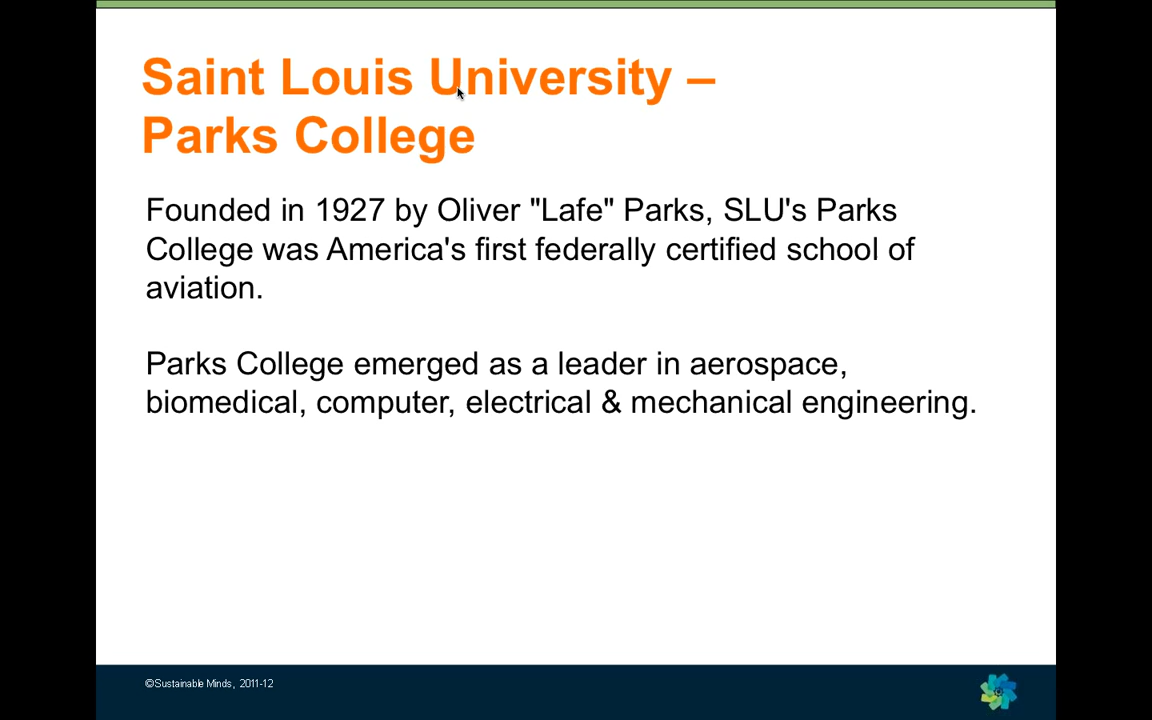 Saint Louis University –
Parks College
Founded in 1927 by Oliver "Lafe" Parks, SLU's Parks
College was America's first federally certified school of
aviation.
Parks College emerged as a leader in aerospace,
biomedical, computer, electrical & mechanical engineering.
©Sustainable Minds, 2011-12